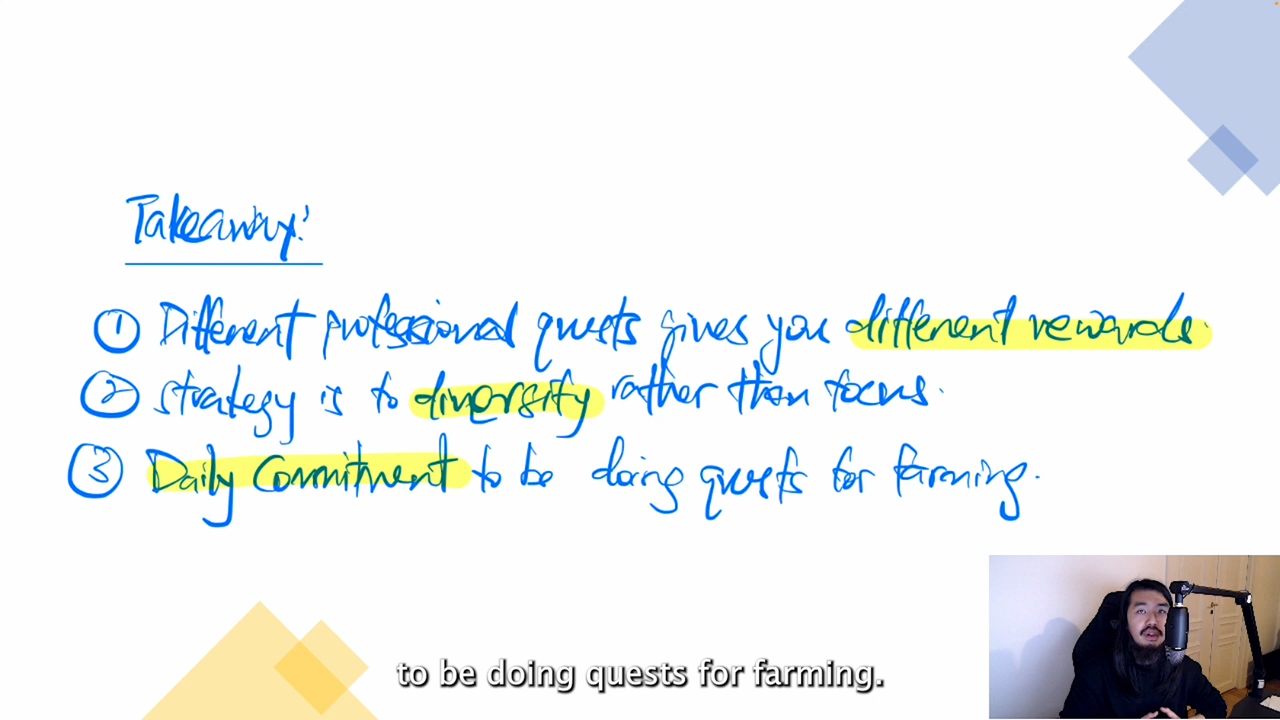 Takeaway:
① Different professional quests gives you different rewards.
② strategy is to diversify rather than focus.
③ Daily Commitment to be doing quests for farming.
to be doing quests for farming.